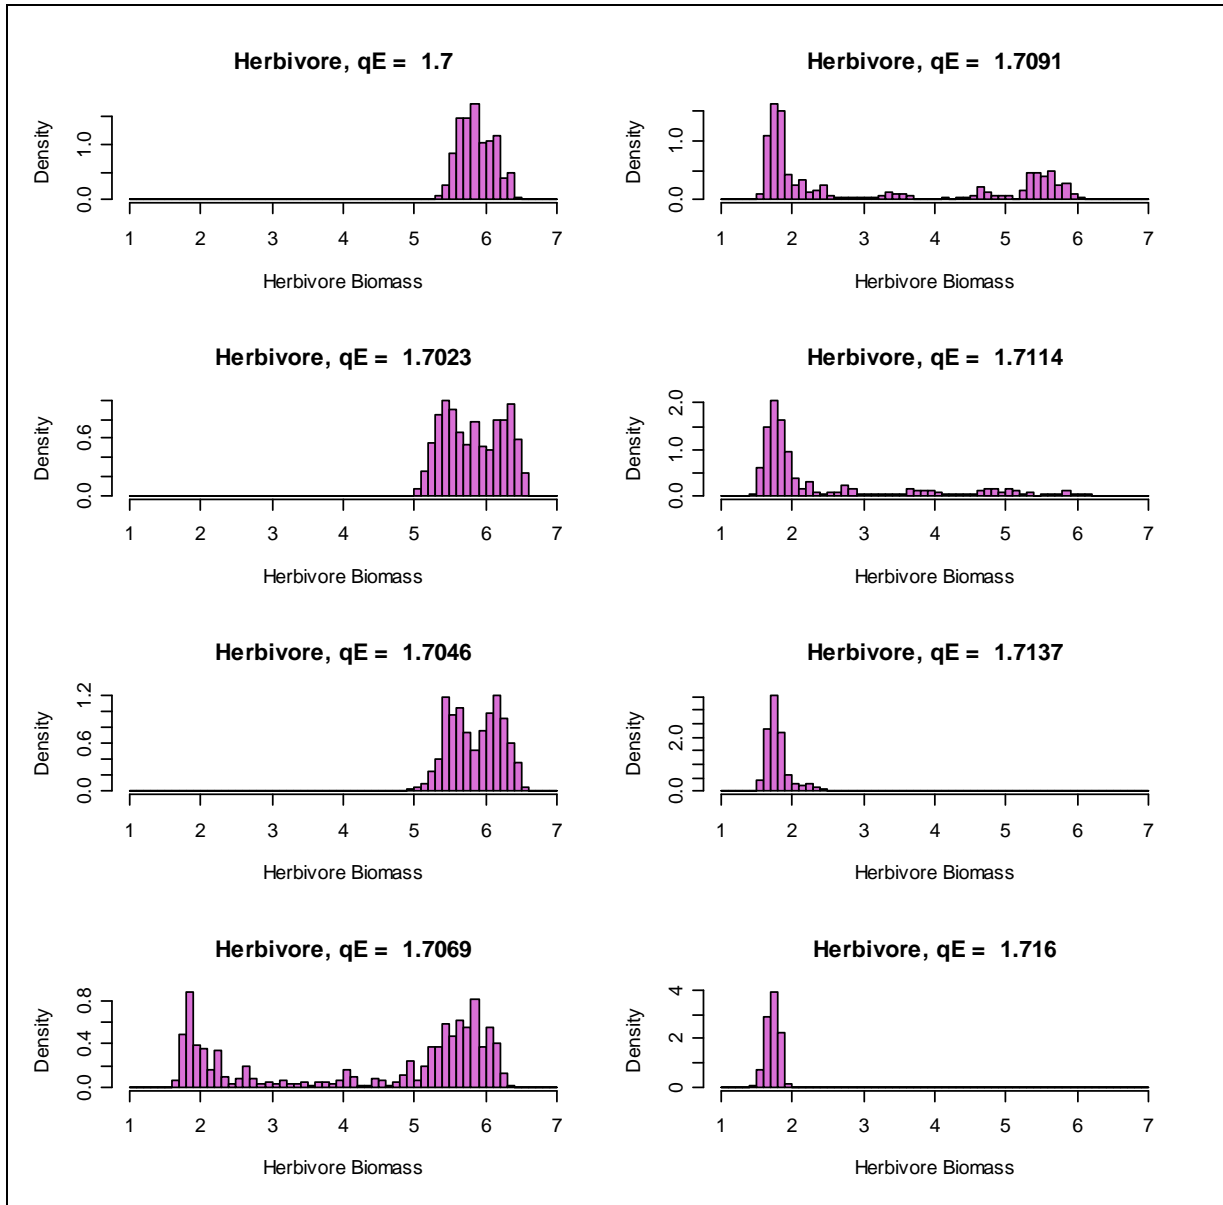 Herbivore, qE =  1.7
Density
0.0 1.0
1 2 3 4 5 6 7
Herbivore Biomass
Herbivore, qE =  1.7091
Density
0.0 1.0
1 2 3 4 5 6 7
Herbivore Biomass
Herbivore, qE =  1.7023
Density
0.0 0.6
1 2 3 4 5 6 7
Herbivore Biomass
Herbivore, qE =  1.7114
Density
0.0 1.0 2.0
1 2 3 4 5 6 7
Herbivore Biomass
Herbivore, qE =  1.7046
Density
0.0 0.6 1.2
1 2 3 4 5 6 7
Herbivore Biomass
Herbivore, qE =  1.7137
Density
0.0 2.0
1 2 3 4 5 6 7
Herbivore Biomass
Herbivore, qE =  1.7069
Density
0.0 0.4 0.8
1 2 3 4 5 6 7
Herbivore Biomass
Herbivore, qE =  1.716
Density
0 2 4
1 2 3 4 5 6 7
Herbivore Biomass